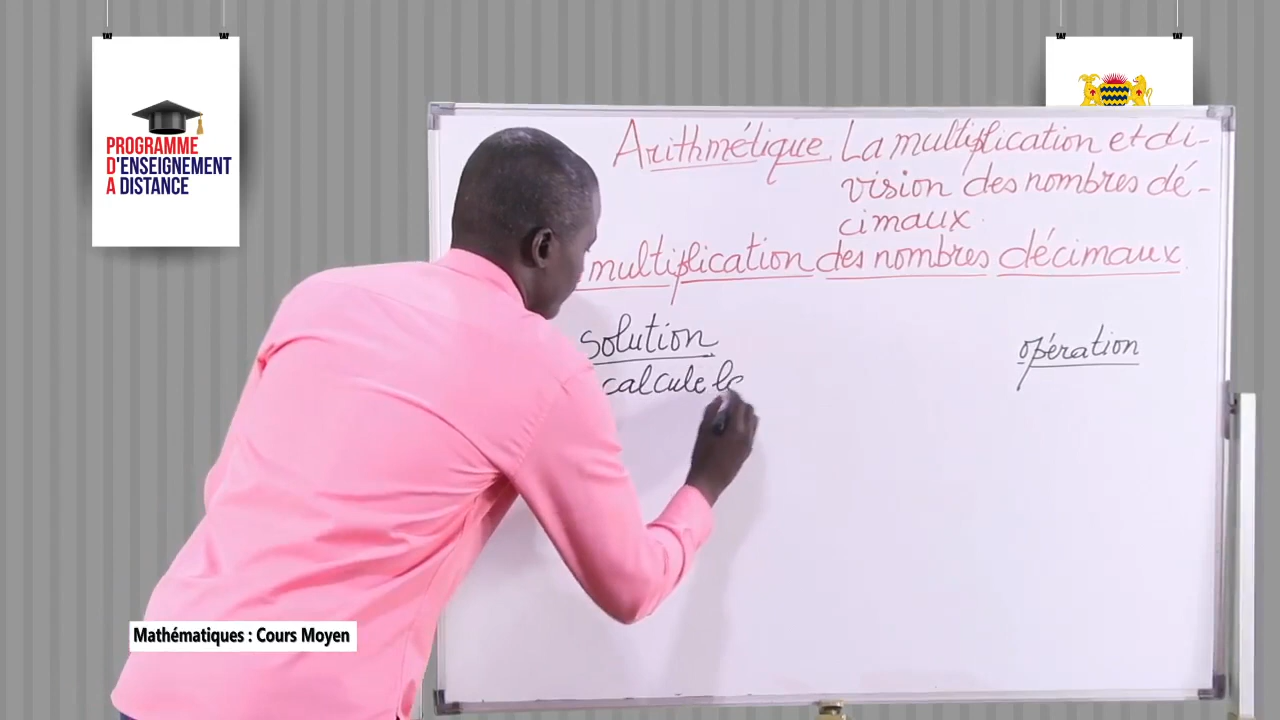 PROGRAMME
D'ENSEIGNEMENT
A DISTANCE
Arithmétique La multiplication et di-
vision des nombres dé-
cimaux.
multiplication des nombres décimaux.
solution
opération
calcule le
Mathématiques : Cours Moyen